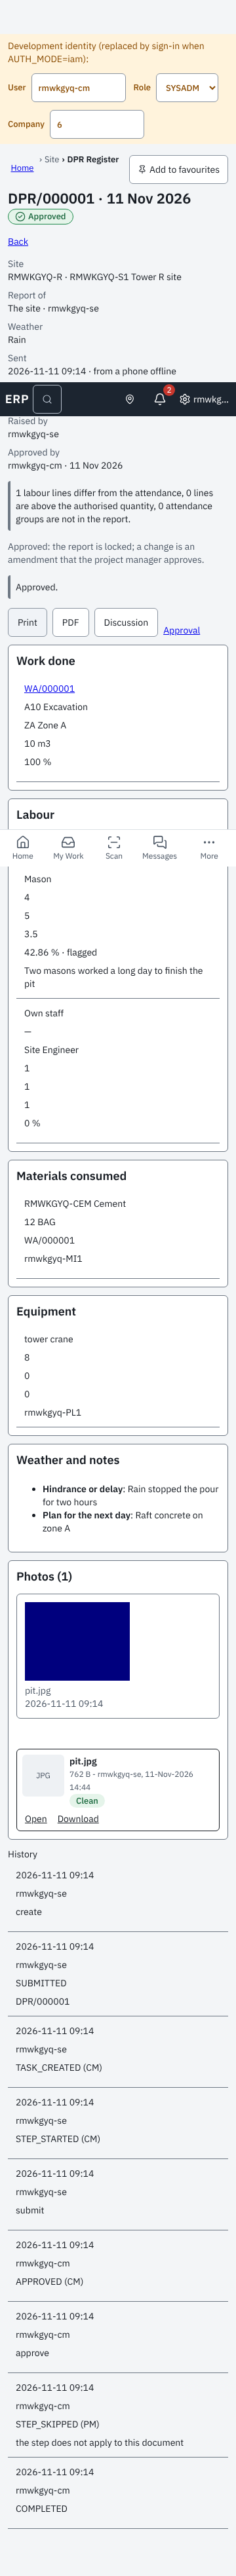 Development identity (replaced by sign-in when
AUTH_MODE=iam):
User rmwkgyq-cm Role SYSADM
Company 6
Home › Site › DPR Register
Add to favourites
DPR/000001 · 11 Nov 2026
Approved
Back
Site
RMWKGYQ-R · RMWKGYQ-S1 Tower R site
Report of
The site · rmwkgyq-se
Weather
Rain
Sent
2026-11-11 09:14 · from a phone offline
ERP 2 rmwkg...
Raised by
rmwkgyq-se
Approved by
rmwkgyq-cm · 11 Nov 2026
1 labour lines differ from the attendance, 0 lines
are above the authorised quantity, 0 attendance
groups are not in the report.
Approved: the report is locked; a change is an
amendment that the project manager approves.
Approved.
Print PDF Discussion Approval
Work done
WA/000001
A10 Excavation
ZA Zone A
10 m3
100 %
Labour
Home My Work Scan Messages More
Mason
4
5
3.5
42.86 % · flagged
Two masons worked a long day to finish the
pit
Own staff
—
Site Engineer
1
1
1
0 %
Materials consumed
RMWKGYQ-CEM Cement
12 BAG
WA/000001
rmwkgyq-MI1
Equipment
tower crane
8
0
0
rmwkgyq-PL1
Weather and notes
• Hindrance or delay: Rain stopped the pour
for two hours
• Plan for the next day: Raft concrete on
zone A
Photos (1)
pit.jpg
2026-11-11 09:14
JPG
pit.jpg
762 B - rmwkgyq-se, 11-Nov-2026
14:44
Clean
Open Download
History
2026-11-11 09:14
rmwkgyq-se
create
2026-11-11 09:14
rmwkgyq-se
SUBMITTED
DPR/000001
2026-11-11 09:14
rmwkgyq-se
TASK_CREATED (CM)
2026-11-11 09:14
rmwkgyq-se
STEP_STARTED (CM)
2026-11-11 09:14
rmwkgyq-se
submit
2026-11-11 09:14
rmwkgyq-cm
APPROVED (CM)
2026-11-11 09:14
rmwkgyq-cm
approve
2026-11-11 09:14
rmwkgyq-cm
STEP_SKIPPED (PM)
the step does not apply to this document
2026-11-11 09:14
rmwkgyq-cm
COMPLETED